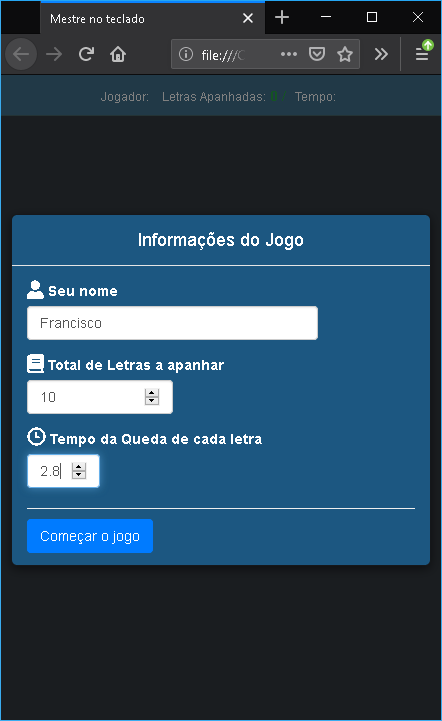 Mestre no teclado
file:///C
Jogador: Letras Apanhadas: 0 / Tempo:
Informações do Jogo
Seu nome
Francisco
Total de Letras a apanhar
10
Tempo da Queda de cada letra
2.8
Começar o jogo